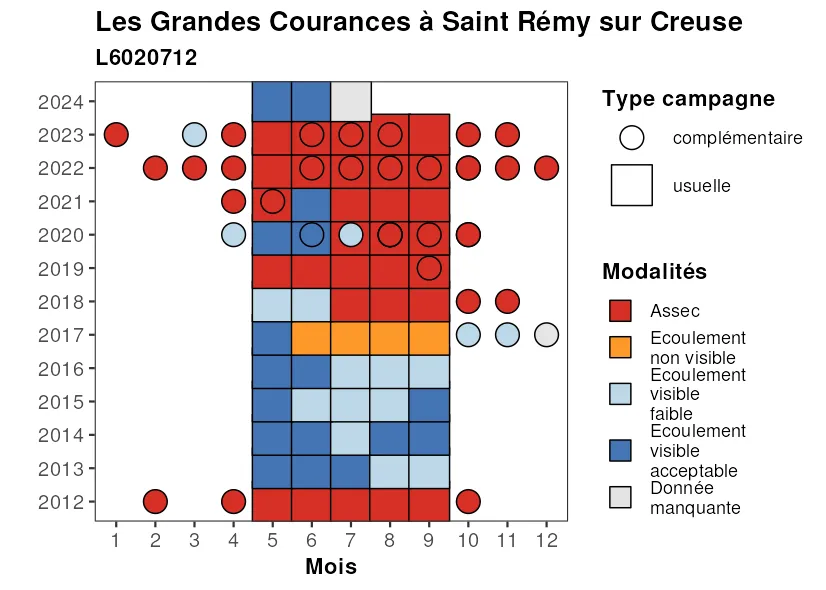 Les Grandes Courances à Saint Rémy sur Creuse
L6020712
2024
2023
2022
2021
2020
2019
2018
2017
2016
2015
2014
2013
2012
1 2 3 4 5 6 7 8 9 10 11 12
Mois
Type campagne
complémentaire
usuelle
Modalités
Assec
Ecoulement
non visible
Ecoulement
visible
faible
Ecoulement
visible
acceptable
Donnée
manquante